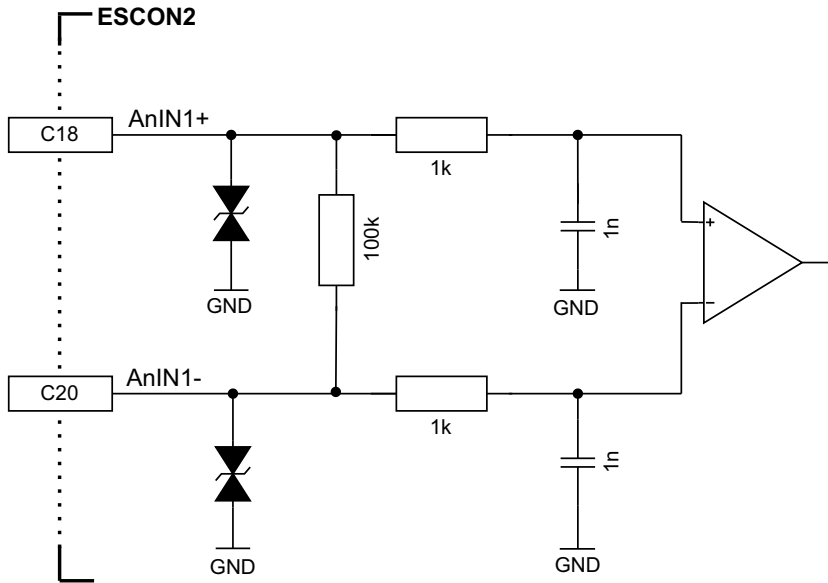 ESCON2
C18
AnIN1+
1k
100k
1n
+
GND
GND
−
C20
AnIN1-
1k
1n
GND
GND